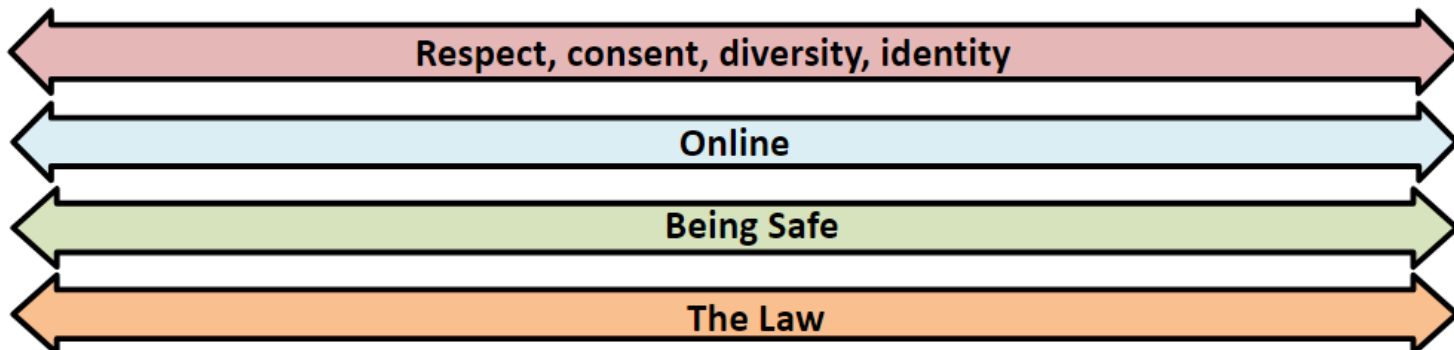 Respect, consent, diversity, identity
Online
Being Safe
The Law